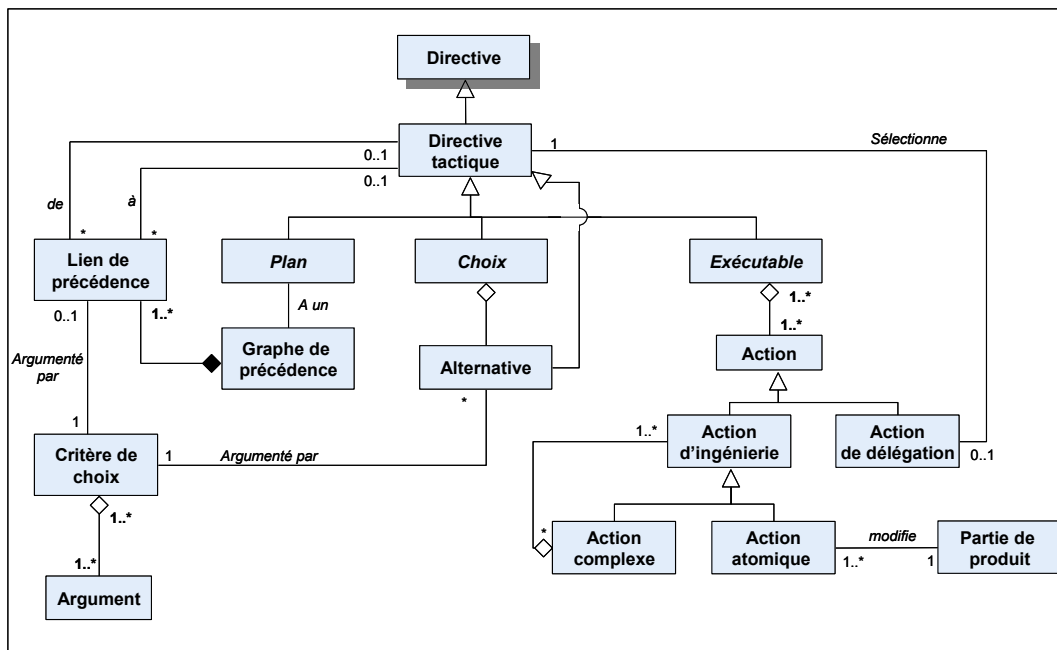 Directive
Directive
tactique
1
Sélectionne
0..1
0..1
de
à
*
*
Lien de
précédence
Plan
Choix
Exécutable
0..1
1..*
A un
1..*
1..*
Argumenté
par
Graphe de
précédence
Alternative
Action
*
1
1..*
Action
d'ingénierie
Action
de délégation
0..1
Critère de
choix
1
Argumenté par
1..*
*
Action
complexe
Action
atomique
modifie
1..*
1
Partie de
produit
1..*
Argument